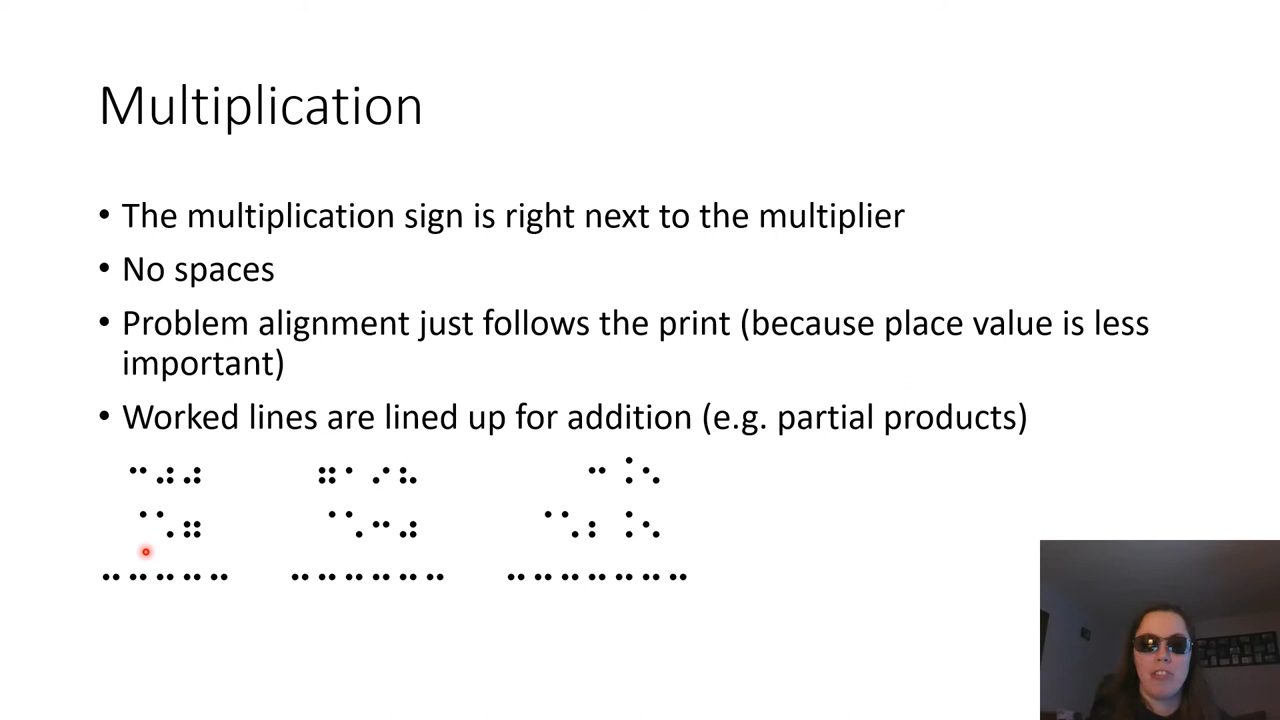 Multiplication
• The multiplication sign is right next to the multiplier
• No spaces
• Problem alignment just follows the print (because place value is less
important)
• Worked lines are lined up for addition (e.g. partial products)
⠒⠴⠴ ⠶⠂⠔⠦ ⠒⠨⠢
⠈⠡⠶ ⠈⠡⠒⠴ ⠈⠡⠆⠨⠢
⠒⠒⠒⠒⠒ ⠒⠒⠒⠒⠒⠒ ⠒⠒⠒⠒⠒⠒⠒